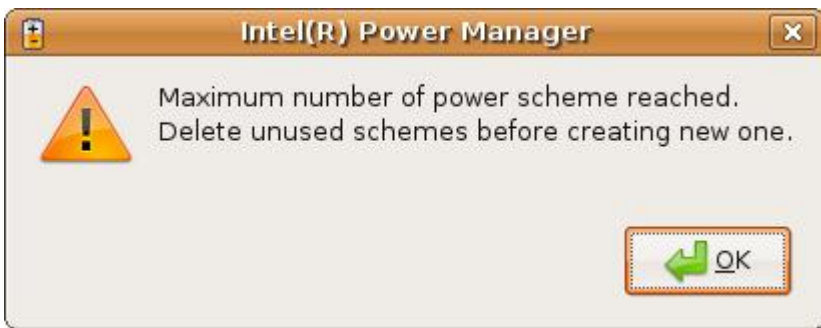 Intel(R) Power Manager
Maximum number of power scheme reached.
Delete unused schemes before creating new one.
OK